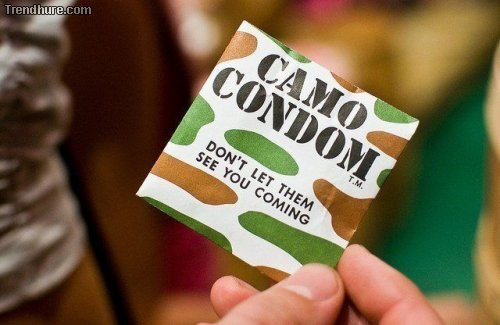 Trendhure.com
CAMO
CONDOM
T.M.
DON'T LET THEM
SEE YOU COMING